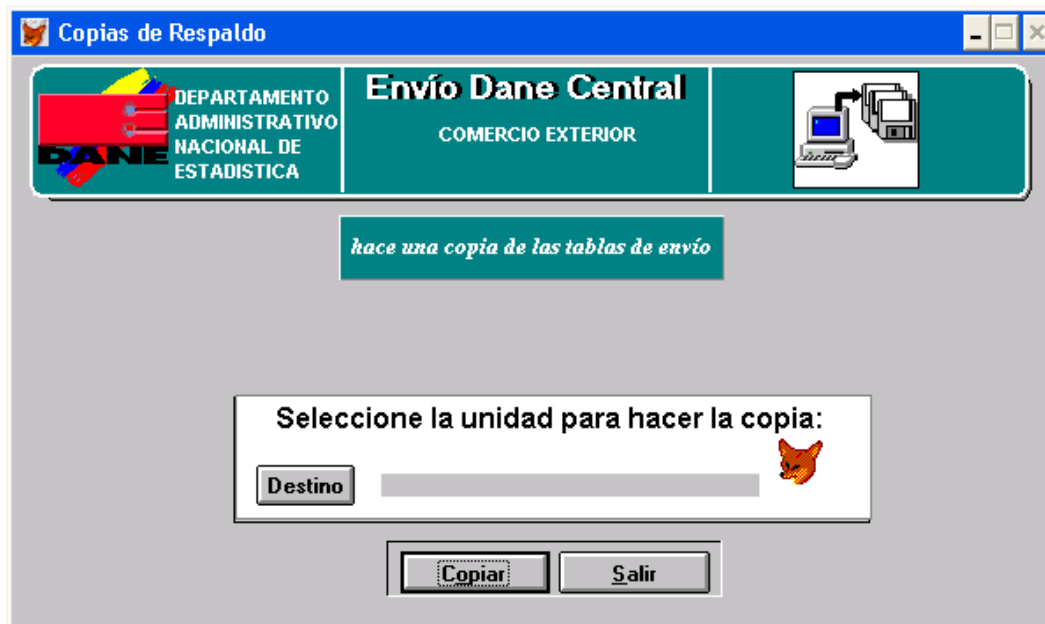 Copias de Respaldo
DANE
DEPARTAMENTO
ADMINISTRATIVO
NACIONAL DE
ESTADISTICA
Envío Dane Central
COMERCIO EXTERIOR
hace una copia de las tablas de envío
Seleccione la unidad para hacer la copia:
Destino
Copiar
Salir